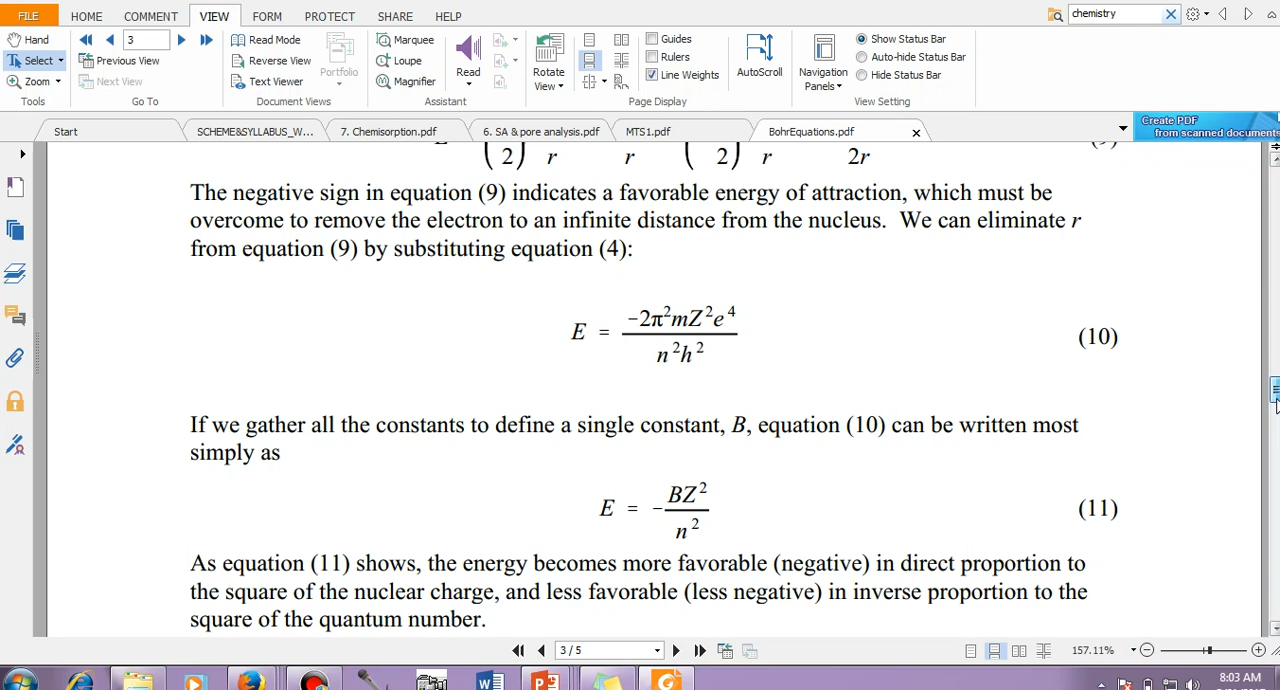 FILE HOME COMMENT VIEW FORM PROTECT SHARE HELP chemistry
Hand 3 Read Mode Marquee Guides Show Status Bar
Select Previous View Reverse View Loupe Rulers Auto-hide Status Bar
Zoom Next View Text Viewer Portfolio Magnifier Read Rotate View Line Weights AutoScroll Navigation Panels Hide Status Bar
Tools Go To Document Views Assistant Page Display View Setting
Start SCHEME&SYLLABUS_W... 7. Chemisorption.pdf 6. SA & pore analysis.pdf MTS1.pdf BohrEquations.pdf Create PDF
from scanned documents
( 2 ) r r ( 2 ) r 2r
The negative sign in equation (9) indicates a favorable energy of attraction, which must be
overcome to remove the electron to an infinite distance from the nucleus. We can eliminate r
from equation (9) by substituting equation (4):
E = −2π²mZ²e⁴ / n²h² (10)
If we gather all the constants to define a single constant, B, equation (10) can be written most
simply as
E = − BZ² / n² (11)
As equation (11) shows, the energy becomes more favorable (negative) in direct proportion to
the square of the nuclear charge, and less favorable (less negative) in inverse proportion to the
square of the quantum number.
3 / 5 157.11%
8:03 AM